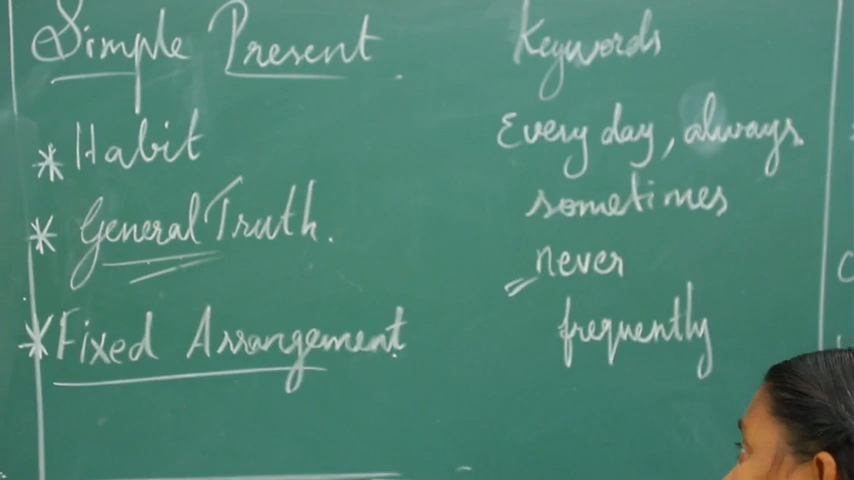 Simple Present.
* Habit
* General Truth.
* Fixed Arrangement.
Keywords
Every day, always
sometimes
never
frequently